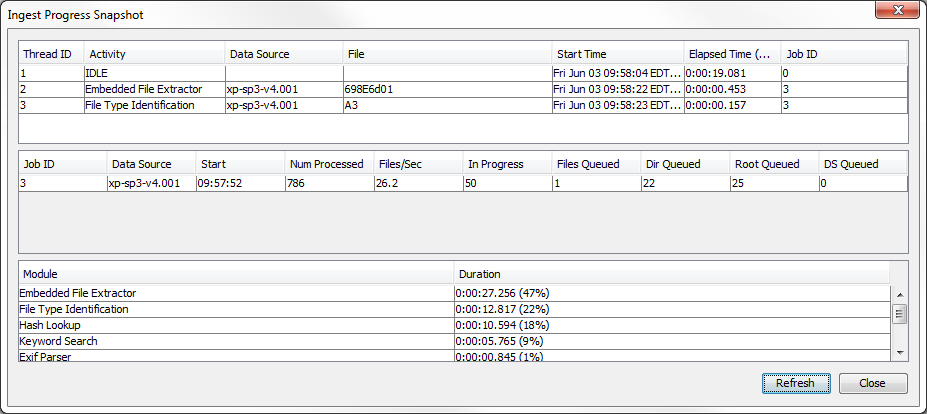 Ingest Progress Snapshot
Thread ID Activity Data Source File Start Time Elapsed Time (... Job ID
1 IDLE Fri Jun 03 09:58:04 EDT... 0:00:19.081 0
2 Embedded File Extractor xp-sp3-v4.001 698E6d01 Fri Jun 03 09:58:22 EDT... 0:00:00.453 3
3 File Type Identification xp-sp3-v4.001 A3 Fri Jun 03 09:58:23 EDT... 0:00:00.157 3
Job ID Data Source Start Num Processed Files/Sec In Progress Files Queued Dir Queued Root Queued DS Queued
3 xp-sp3-v4.001 09:57:52 786 26.2 50 1 22 25 0
Module Duration
Embedded File Extractor 0:00:27.256 (47%)
File Type Identification 0:00:12.817 (22%)
Hash Lookup 0:00:10.594 (18%)
Keyword Search 0:00:05.765 (9%)
Exif Parser 0:00:00.845 (1%)
Refresh Close